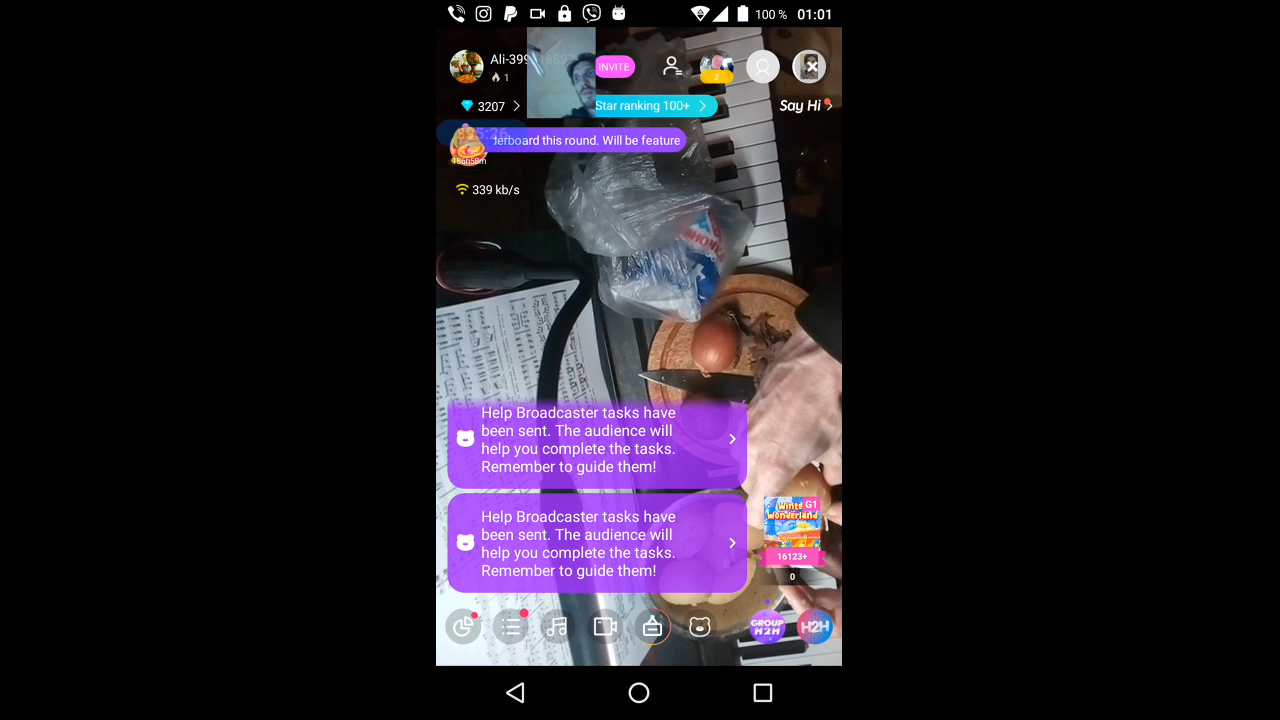 100 %
01:01
Ali-399
INVITE
1
2
3207
Star ranking 100+
Say Hi
lerboard this round. Will be feature
186h58m
339 kb/s
Help Broadcaster tasks have
been sent. The audience will
help you complete the tasks.
Remember to guide them!
Help Broadcaster tasks have
been sent. The audience will
help you complete the tasks.
Remember to guide them!
G1
Winter
Wonderland
16123+
0
GROUP
H2H
H2H